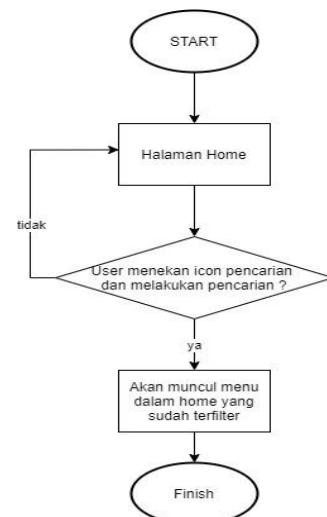 START
Halaman Home
tidak
User menekan icon pencarian
dan melakukan pencarian ?
ya
Akan muncul menu
dalam home yang
sudah terfilter
Finish